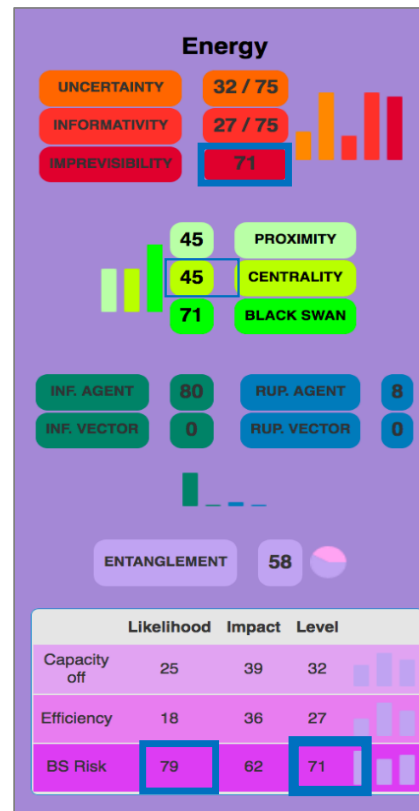 Energy
UNCERTAINTY 32 / 75
INFORMATIVITY 27 / 75
IMPREVISIBILITY 71
45 PROXIMITY
45 CENTRALITY
71 BLACK SWAN
INF. AGENT 80 RUP. AGENT 8
INF. VECTOR 0 RUP. VECTOR 0
ENTANGLEMENT 58
Likelihood Impact Level
Capacity
off 25 39 32
Efficiency 18 36 27
BS Risk 79 62 71